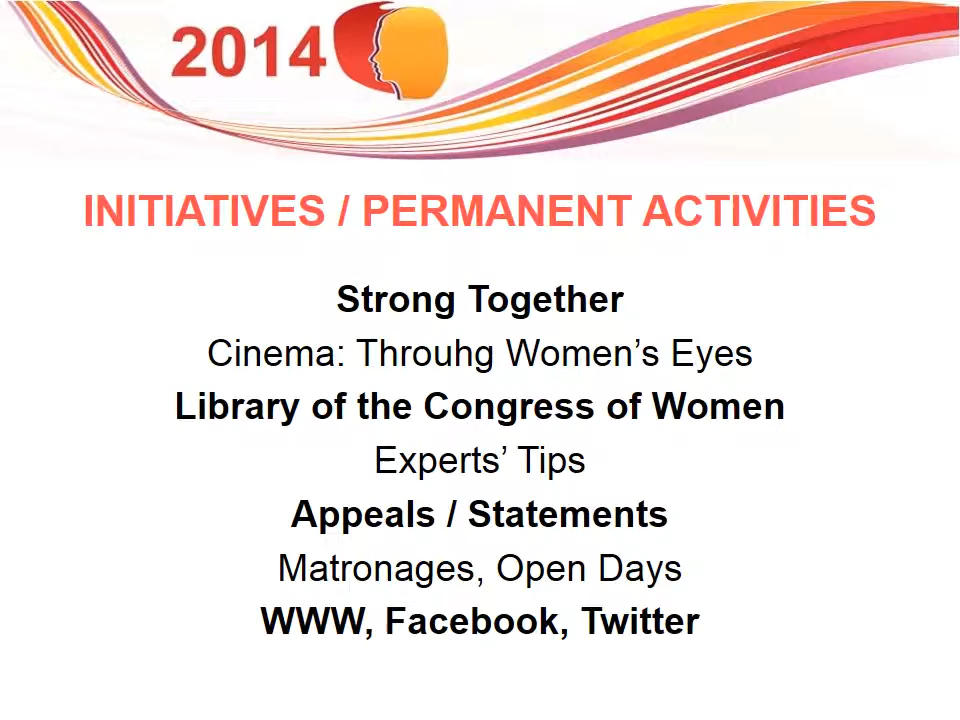 2014
INITIATIVES / PERMANENT ACTIVITIES
Strong Together
Cinema: Throuhg Women’s Eyes
Library of the Congress of Women
Experts’ Tips
Appeals / Statements
Matronages, Open Days
WWW, Facebook, Twitter